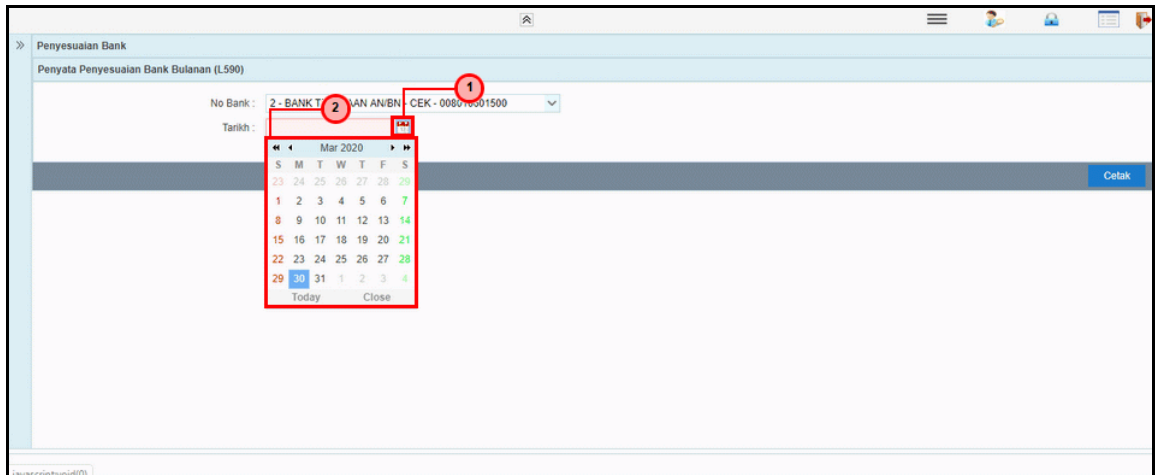 Penyesuaian Bank
Penyata Penyesuaian Bank Bulanan (L590)
1
No Bank : 2 - BANK AN/BN - CEK -
2
Tarikh :
Mar 2020
S M T W T F S
23 24 25 26 27 28 29
Cetak
1 2 3 4 5 6 7
8 9 10 11 12 13 14
15 16 17 18 19 20 21
22 23 24 25 26 27 28
29 30 31 1 2 3 4
Today Close
javascript:void(0)